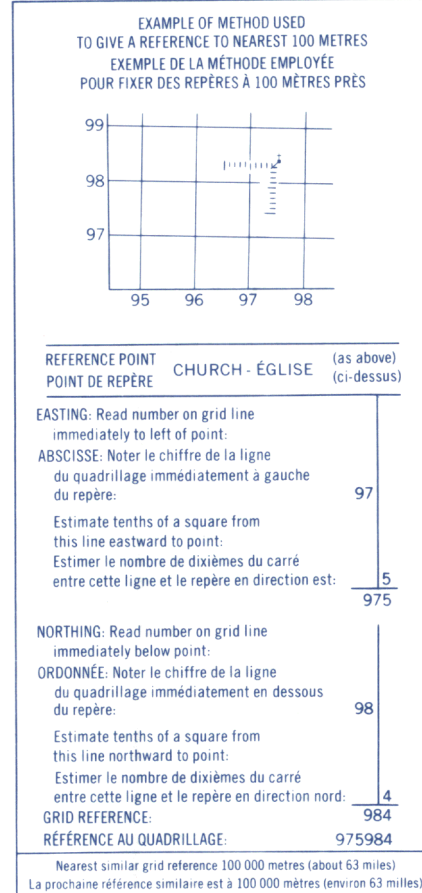 EXAMPLE OF METHOD USED
TO GIVE A REFERENCE TO NEAREST 100 METRES
EXEMPLE DE LA MÉTHODE EMPLOYÉE
POUR FIXER DES REPÈRES À 100 MÈTRES PRÈS
99
98
97
95 96 97 98
REFERENCE POINT
POINT DE REPÈRE
CHURCH - ÉGLISE
(as above)
(ci-dessus)
EASTING: Read number on grid line
immediately to left of point:
ABSCISSE: Noter le chiffre de la ligne
du quadrillage immédiatement à gauche
du repère: 97
Estimate tenths of a square from
this line eastward to point:
Estimer le nombre de dixièmes du carré
entre cette ligne et le repère en direction est: 5
975
NORTHING: Read number on grid line
immediately below point:
ORDONNÉE: Noter le chiffre de la ligne
du quadrillage immédiatement en dessous
du repère: 98
Estimate tenths of a square from
this line northward to point:
Estimer le nombre de dixièmes du carré
entre cette ligne et le repère en direction nord: 4
GRID REFERENCE: 984
RÉFÉRENCE AU QUADRILLAGE: 975984
Nearest similar grid reference 100 000 metres (about 63 miles)
La prochaine référence similaire est à 100 000 mètres (environ 63 milles)